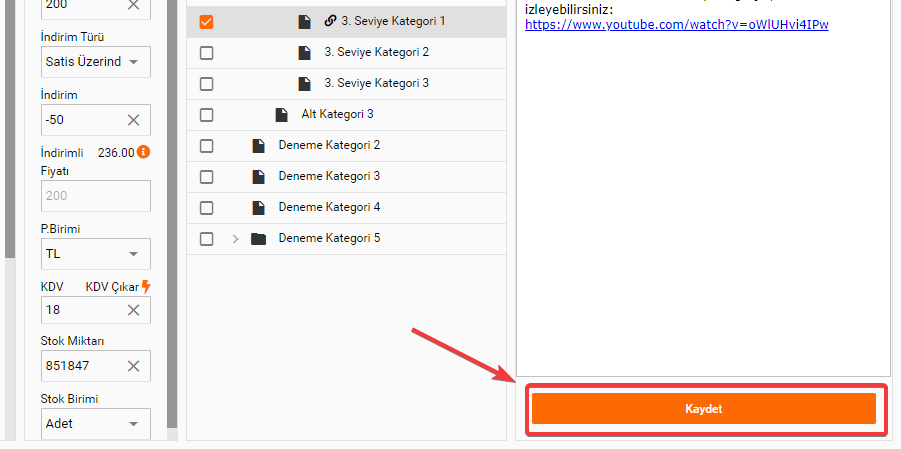 200
İndirim Türü
Satis Üzerind
İndirim
-50
İndirimli 236.00
Fiyatı
200
P.Birimi
TL
KDV KDV Çıkar
18
Stok Miktarı
851847
Stok Birimi
Adet
3. Seviye Kategori 1
3. Seviye Kategori 2
3. Seviye Kategori 3
Alt Kategori 3
Deneme Kategori 2
Deneme Kategori 3
Deneme Kategori 4
Deneme Kategori 5
izleyebilirsiniz:
https://www.youtube.com/watch?v=oWlUHvi4IPw
Kaydet